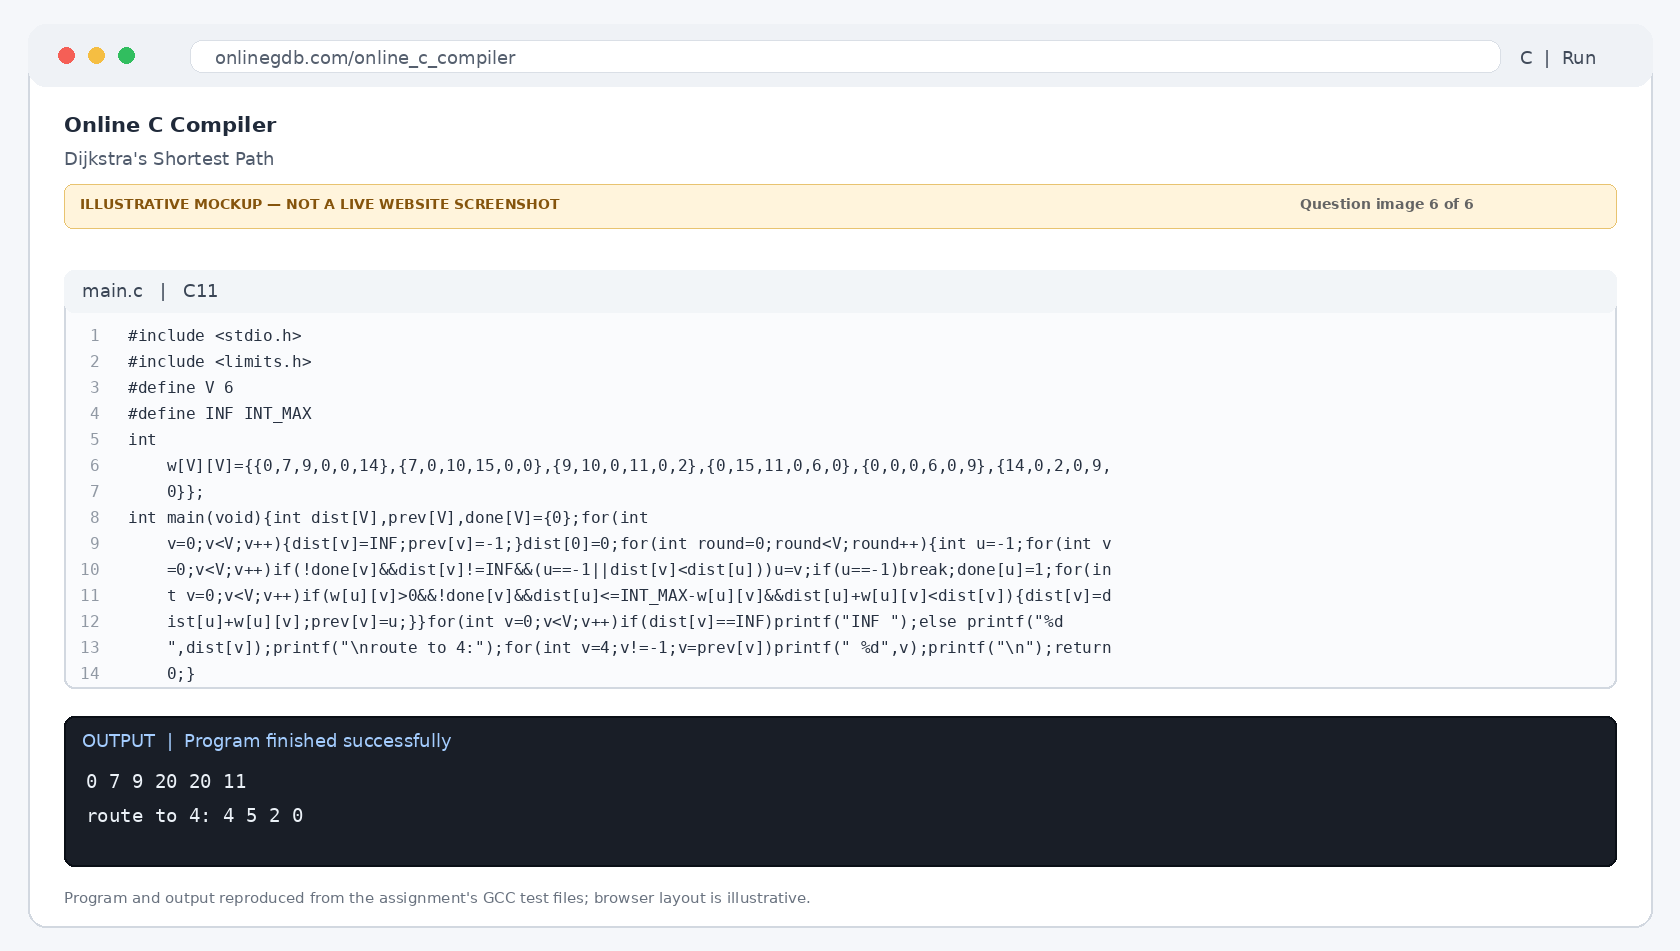 onlinegdb.com/online_c_compiler
C | Run
Online C Compiler
Dijkstra's Shortest Path
ILLUSTRATIVE MOCKUP — NOT A LIVE WEBSITE SCREENSHOT
Question image 6 of 6
main.c | C11
1 #include <stdio.h>
2 #include <limits.h>
3 #define V 6
4 #define INF INT_MAX
5 int
6 w[V][V]={{0,7,9,0,0,14},{7,0,10,15,0,0},{9,10,0,11,0,2},{0,15,11,0,6,0},{0,0,0,6,0,9},{14,0,2,0,9,
7 0}};
8 int main(void){int dist[V],prev[V],done[V]={0};for(int
9 v=0;v<V;v++){dist[v]=INF;prev[v]=-1;}dist[0]=0;for(int round=0;round<V;round++){int u=-1;for(int v
10 =0;v<V;v++)if(!done[v]&&dist[v]!=INF&&(u==-1||dist[v]<dist[u]))u=v;if(u==-1)break;done[u]=1;for(in
11 t v=0;v<V;v++)if(w[u][v]>0&&!done[v]&&dist[u]<=INT_MAX-w[u][v]&&dist[u]+w[u][v]<dist[v]){dist[v]=d
12 ist[u]+w[u][v];prev[v]=u;}}for(int v=0;v<V;v++)if(dist[v]==INF)printf("INF ");else printf("%d
13 ",dist[v]);printf("\nroute to 4:");for(int v=4;v!=-1;v=prev[v])printf(" %d",v);printf("\n");return
14 0;}
OUTPUT | Program finished successfully
0 7 9 20 20 11
route to 4: 4 5 2 0
Program and output reproduced from the assignment's GCC test files; browser layout is illustrative.